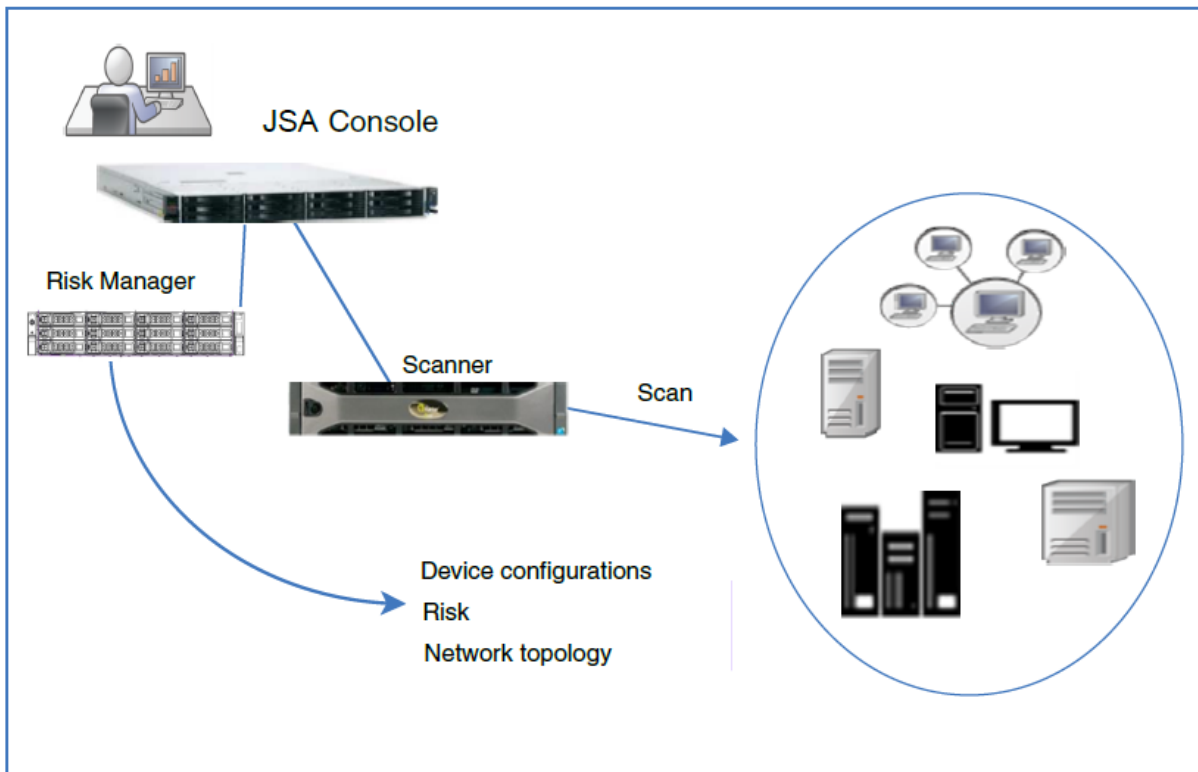 JSA Console
Risk Manager
Scanner
Scan
Device configurations
Risk
Network topology